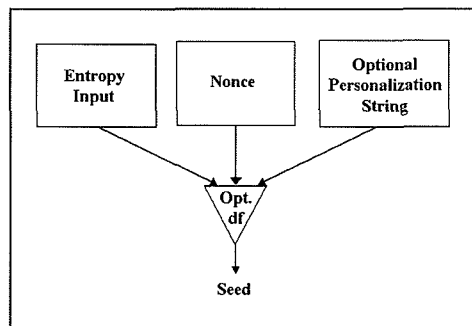 Entropy
Input
Nonce
Optional
Personalization
String
Opt.
df
Seed